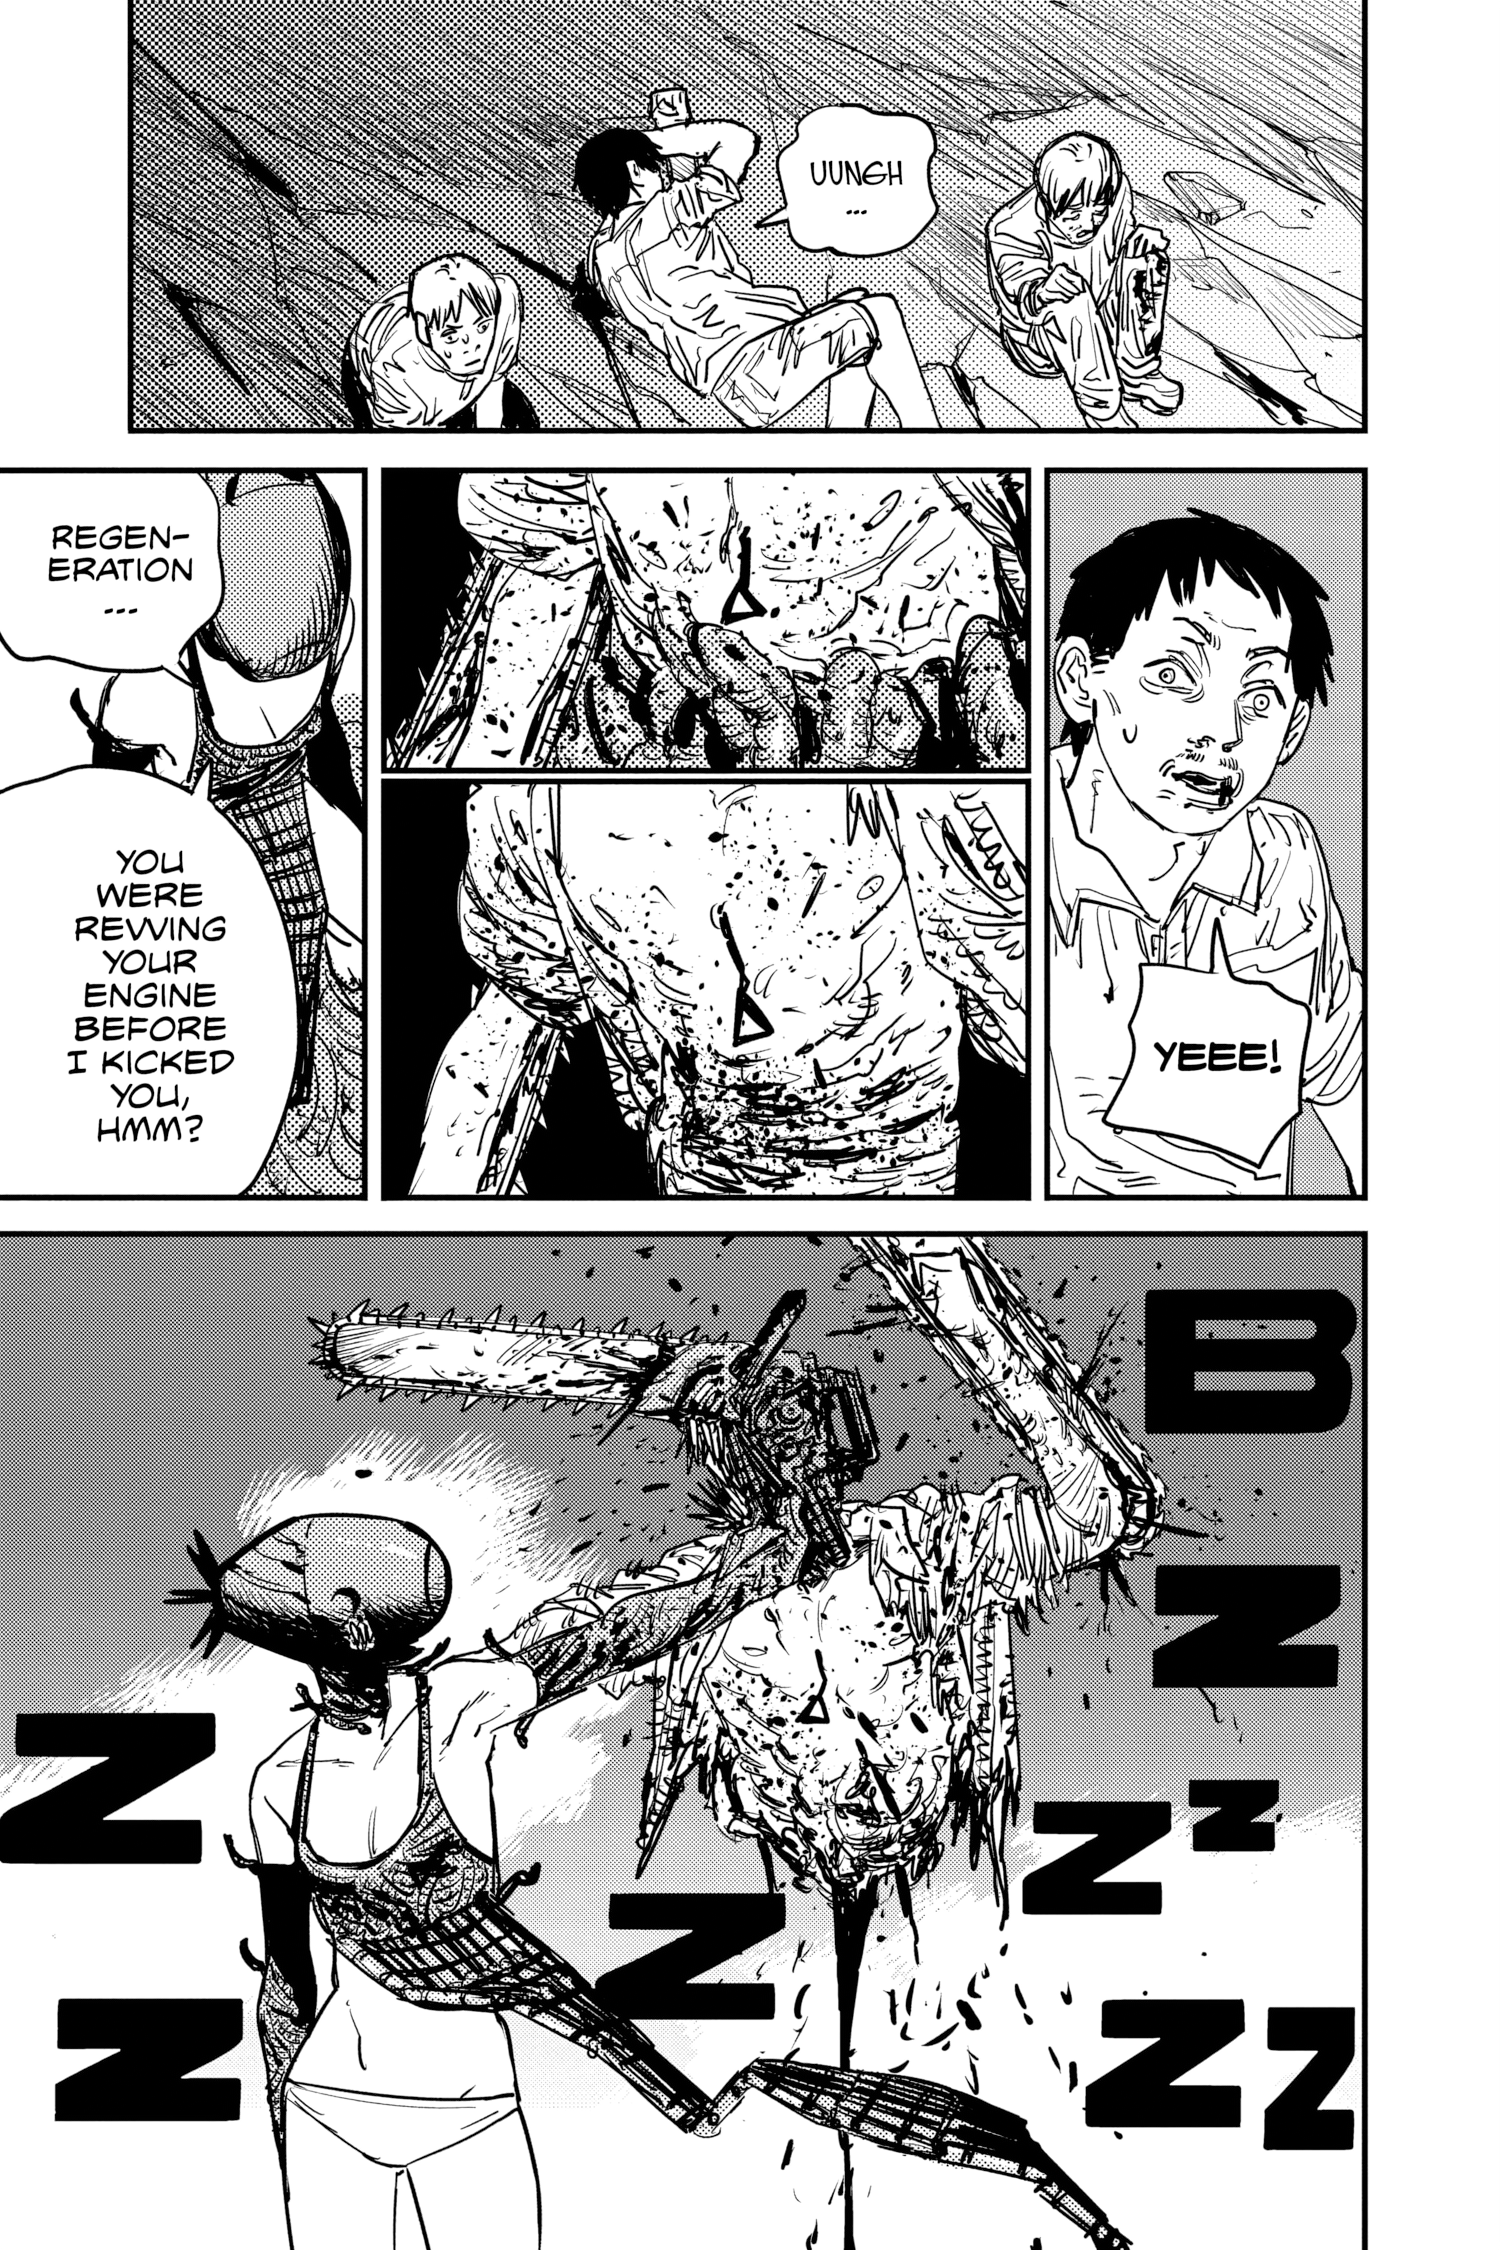 UUNGH
...
YEEE!
REGEN-
ERATION
...
YOU
WERE
REVVING
YOUR
ENGINE
BEFORE
I KICKED
YOU,
HMM?
B
Z
Z
Z
Z
Z
Z
Z
Z